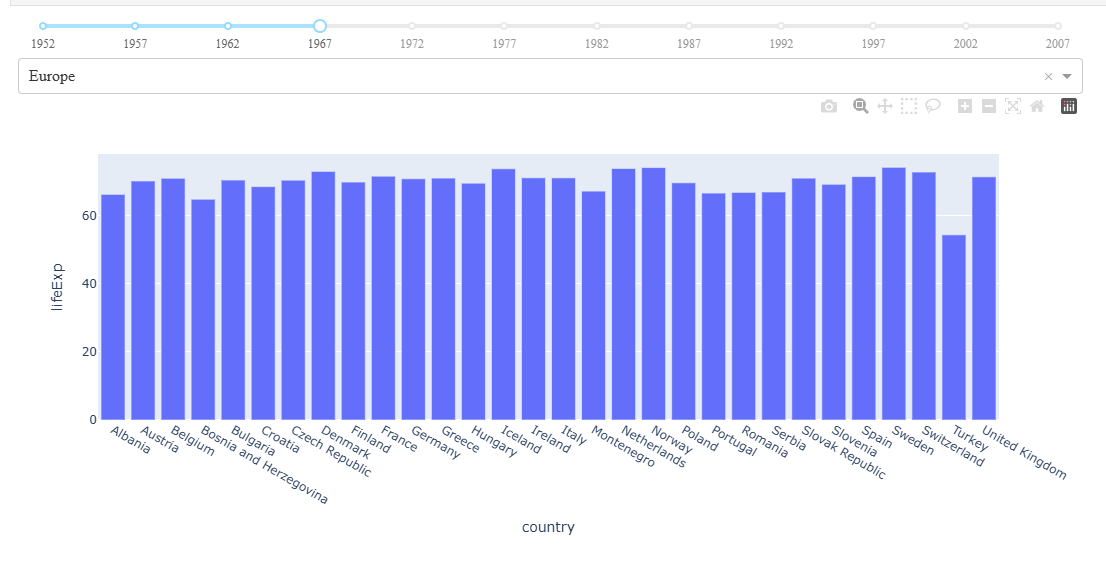 1952 1957 1962 1967 1972 1977 1982 1987 1992 1997 2002 2007
Europe
60
40
20
0
lifeExp
Albania
Austria
Belgium
Bosnia and Herzegovina
Bulgaria
Croatia
Czech Republic
Denmark
Finland
France
Germany
Greece
Hungary
Iceland
Ireland
Italy
Montenegro
Netherlands
Norway
Poland
Portugal
Romania
Serbia
Slovak Republic
Slovenia
Spain
Sweden
Switzerland
Turkey
United Kingdom
country